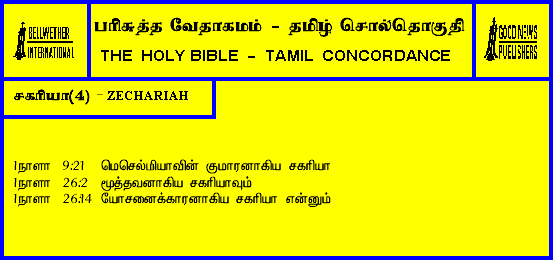 BELLWETHER
INTERNATIONAL
பரிசுத்த வேதாகமம் - தமிழ் சொல்தொகுதி
THE HOLY BIBLE - TAMIL CONCORDANCE
GOOD NEWS
PUBLISHERS
சகரியா(4) - ZECHARIAH
1நாளா 9:21 மெசெல்மியாவின் குமாரனாகிய சகரியா
1நாளா 26:2 மூத்தவனாகிய சகரியாவும்
1நாளா 26:14 யோசனைக்காரனாகிய சகரியா என்னும்